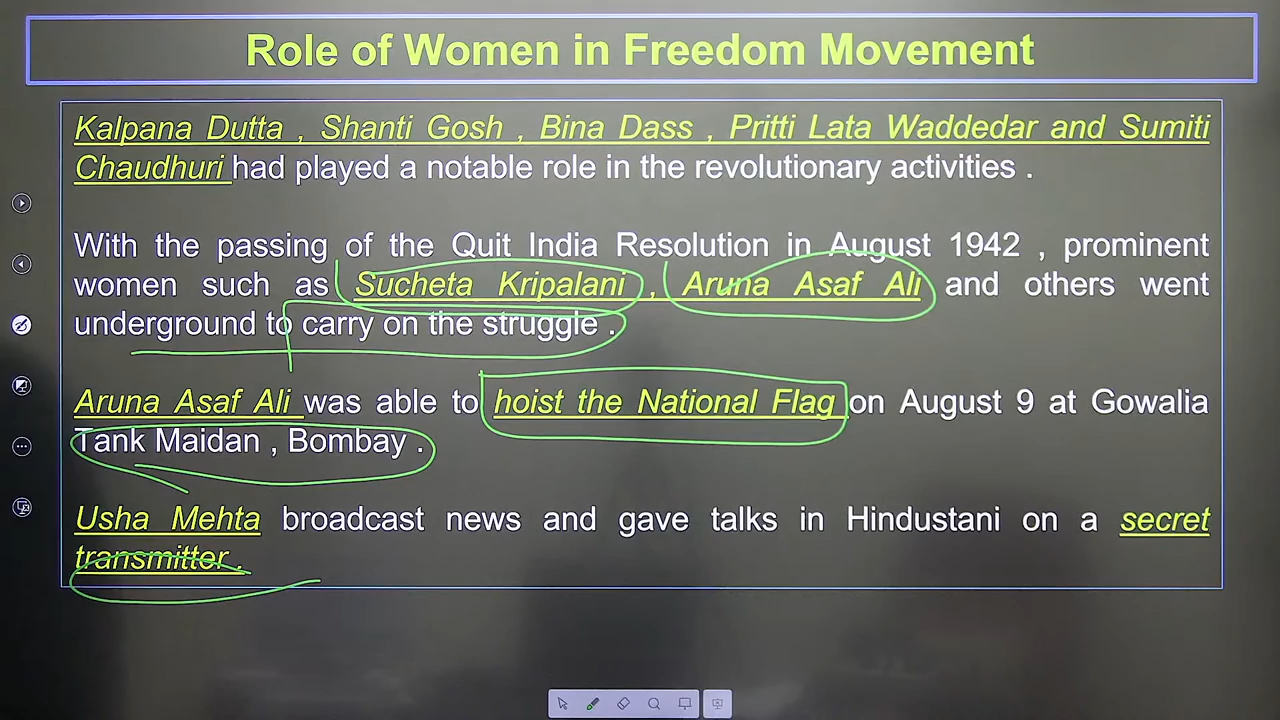 Role of Women in Freedom Movement
Kalpana Dutta , Shanti Gosh , Bina Dass , Pritti Lata Waddedar and Sumiti
Chaudhuri had played a notable role in the revolutionary activities .
With the passing of the Quit India Resolution in August 1942 , prominent
women such as Sucheta Kripalani , Aruna Asaf Ali and others went
underground to carry on the struggle .
Aruna Asaf Ali was able to hoist the National Flag on August 9 at Gowalia
Tank Maidan , Bombay .
Usha Mehta broadcast news and gave talks in Hindustani on a secret
transmitter .